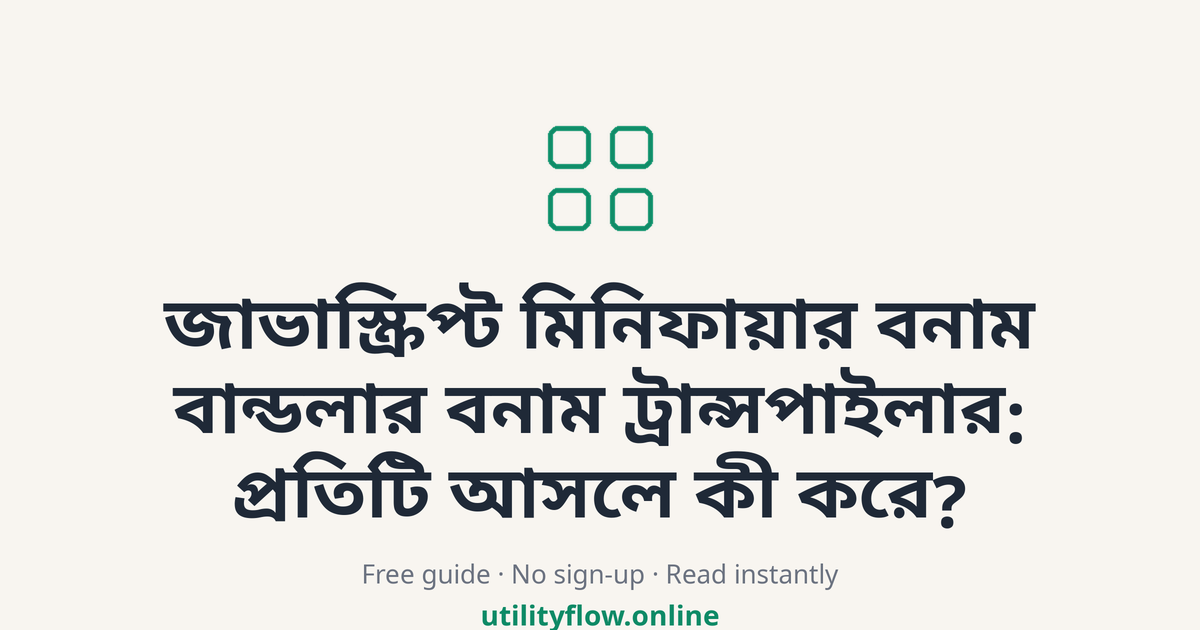 জাভাস্ক্রিপ্ট মিনিফায়ার বনাম
বান্ডলার বনাম ট্রান্সপাইলার:
প্রতিটি আসলে কী করে?
Free guide · No sign-up · Read instantly
utilityflow.online